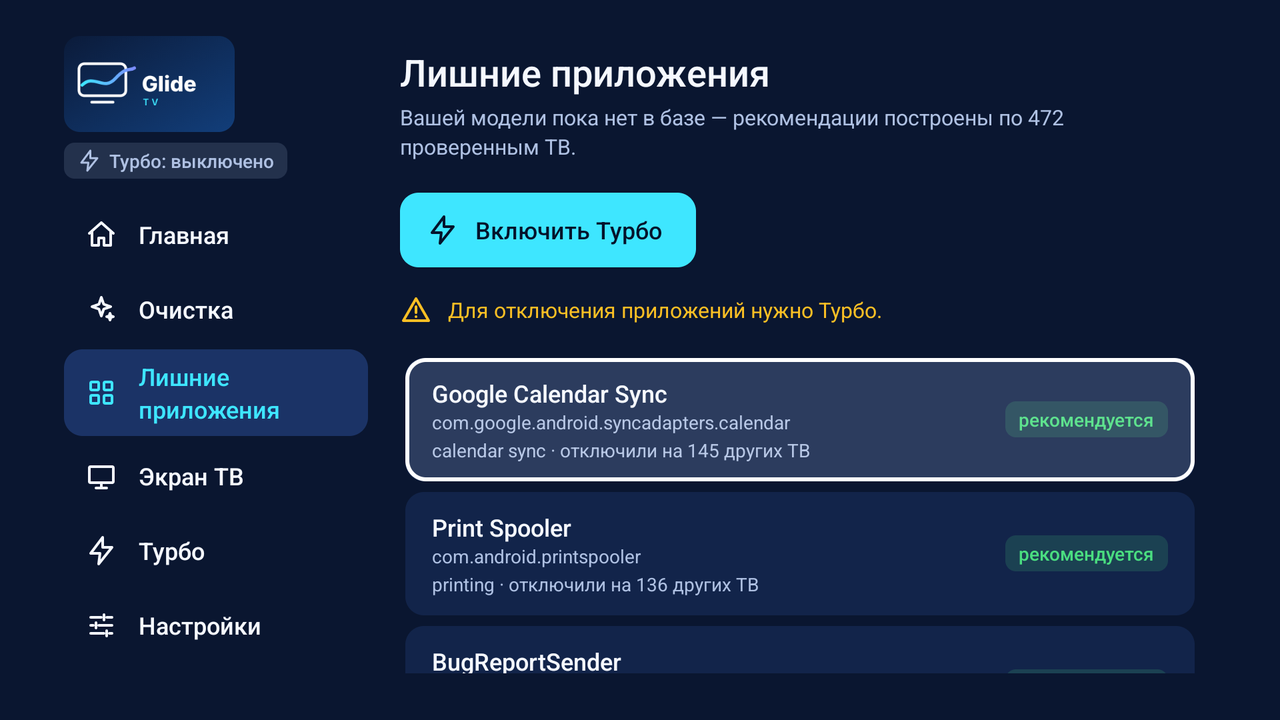 Glide
TV
Турбо: выключено
Главная
Очистка
Лишние
приложения
Экран ТВ
Турбо
Настройки
Лишние приложения
Вашей модели пока нет в базе — рекомендации построены по 472
проверенным ТВ.
Включить Турбо
Для отключения приложений нужно Турбо.
Google Calendar Sync
com.google.android.syncadapters.calendar
calendar sync · отключили на 145 других ТВ
рекомендуется
Print Spooler
com.android.printspooler
printing · отключили на 136 других ТВ
рекомендуется
BugReportSender